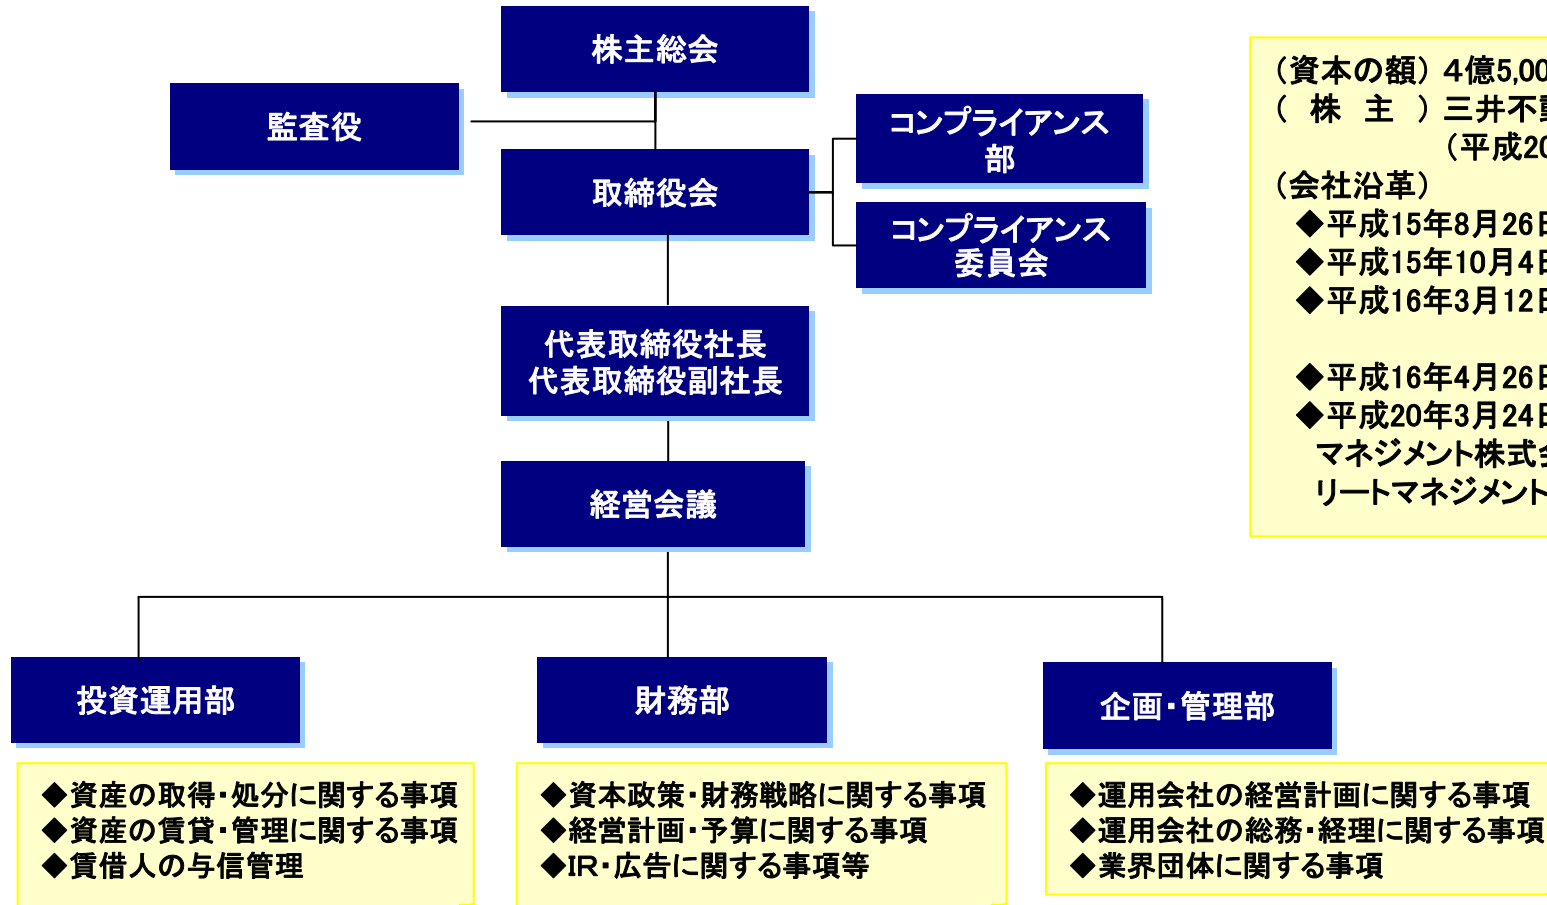 株主総会
監査役
取締役会
コンプライアンス
部
コンプライアンス
委員会
代表取締役社長
代表取締役副社長
経営会議
投資運用部
◆資産の取得・処分に関する事項
◆資産の賃貸・管理に関する事項
◆賃借人の与信管理
財務部
◆資本政策・財務戦略に関する事項
◆経営計画・予算に関する事項
◆IR・広告に関する事項等
企画・管理部
◆運用会社の経営計画に関する事項
◆運用会社の総務・経理に関する事項
◆業界団体に関する事項
（資本の額）４億5,00
（ 株 主 ）三井不
（平成20
（会社沿革）
◆平成15年8月26日
◆平成15年10月4日
◆平成16年3月12日
◆平成16年4月26日
◆平成20年3月24日
マネジメント株式
リートマネジメント